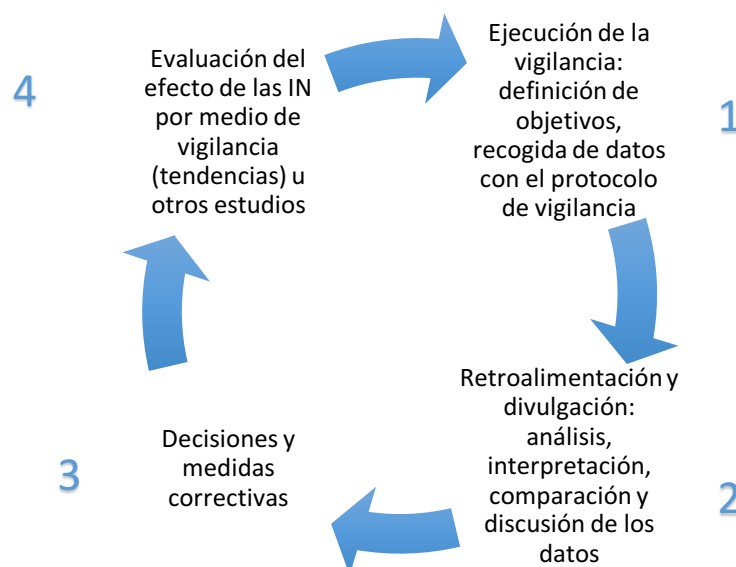 1
Ejecución de la
vigilancia:
definición de
objetivos,
recogida de datos
con el protocolo
de vigilancia
2
Retroalimentación y
divulgación:
análisis,
interpretación,
comparación y
discusión de los
datos
3
Decisiones y
medidas
correctivas
4
Evaluación del
efecto de las IN
por medio de
vigilancia
(tendencias) u
otros estudios